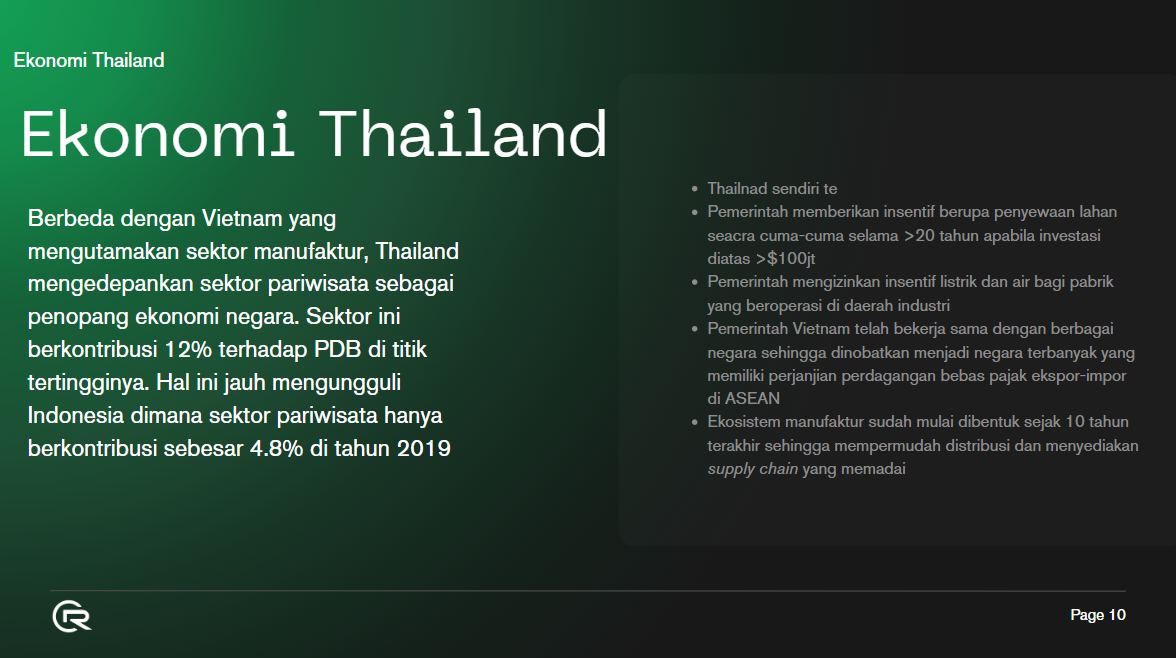 Ekonomi Thailand
Ekonomi Thailand
Berbeda dengan Vietnam yang
mengutamakan sektor manufaktur, Thailand
mengedepankan sektor pariwisata sebagai
penopang ekonomi negara. Sektor ini
berkontribusi 12% terhadap PDB di titik
tertingginya. Hal ini jauh mengungguli
Indonesia dimana sektor pariwisata hanya
berkontribusi sebesar 4.8% di tahun 2019
• Thailnad sendiri te
• Pemerintah memberikan insentif berupa penyewaan lahan
seacra cuma-cuma selama >20 tahun apabila investasi
diatas >$100jt
• Pemerintah mengizinkan insentif listrik dan air bagi pabrik
yang beroperasi di daerah industri
• Pemerintah Vietnam telah bekerja sama dengan berbagai
negara sehingga dinobatkan menjadi negara terbanyak yang
memiliki perjanjian perdagangan bebas pajak ekspor-impor
di ASEAN
• Ekosistem manufaktur sudah mulai dibentuk sejak 10 tahun
terakhir sehingga mempermudah distribusi dan menyediakan
supply chain yang memadai
Page 10